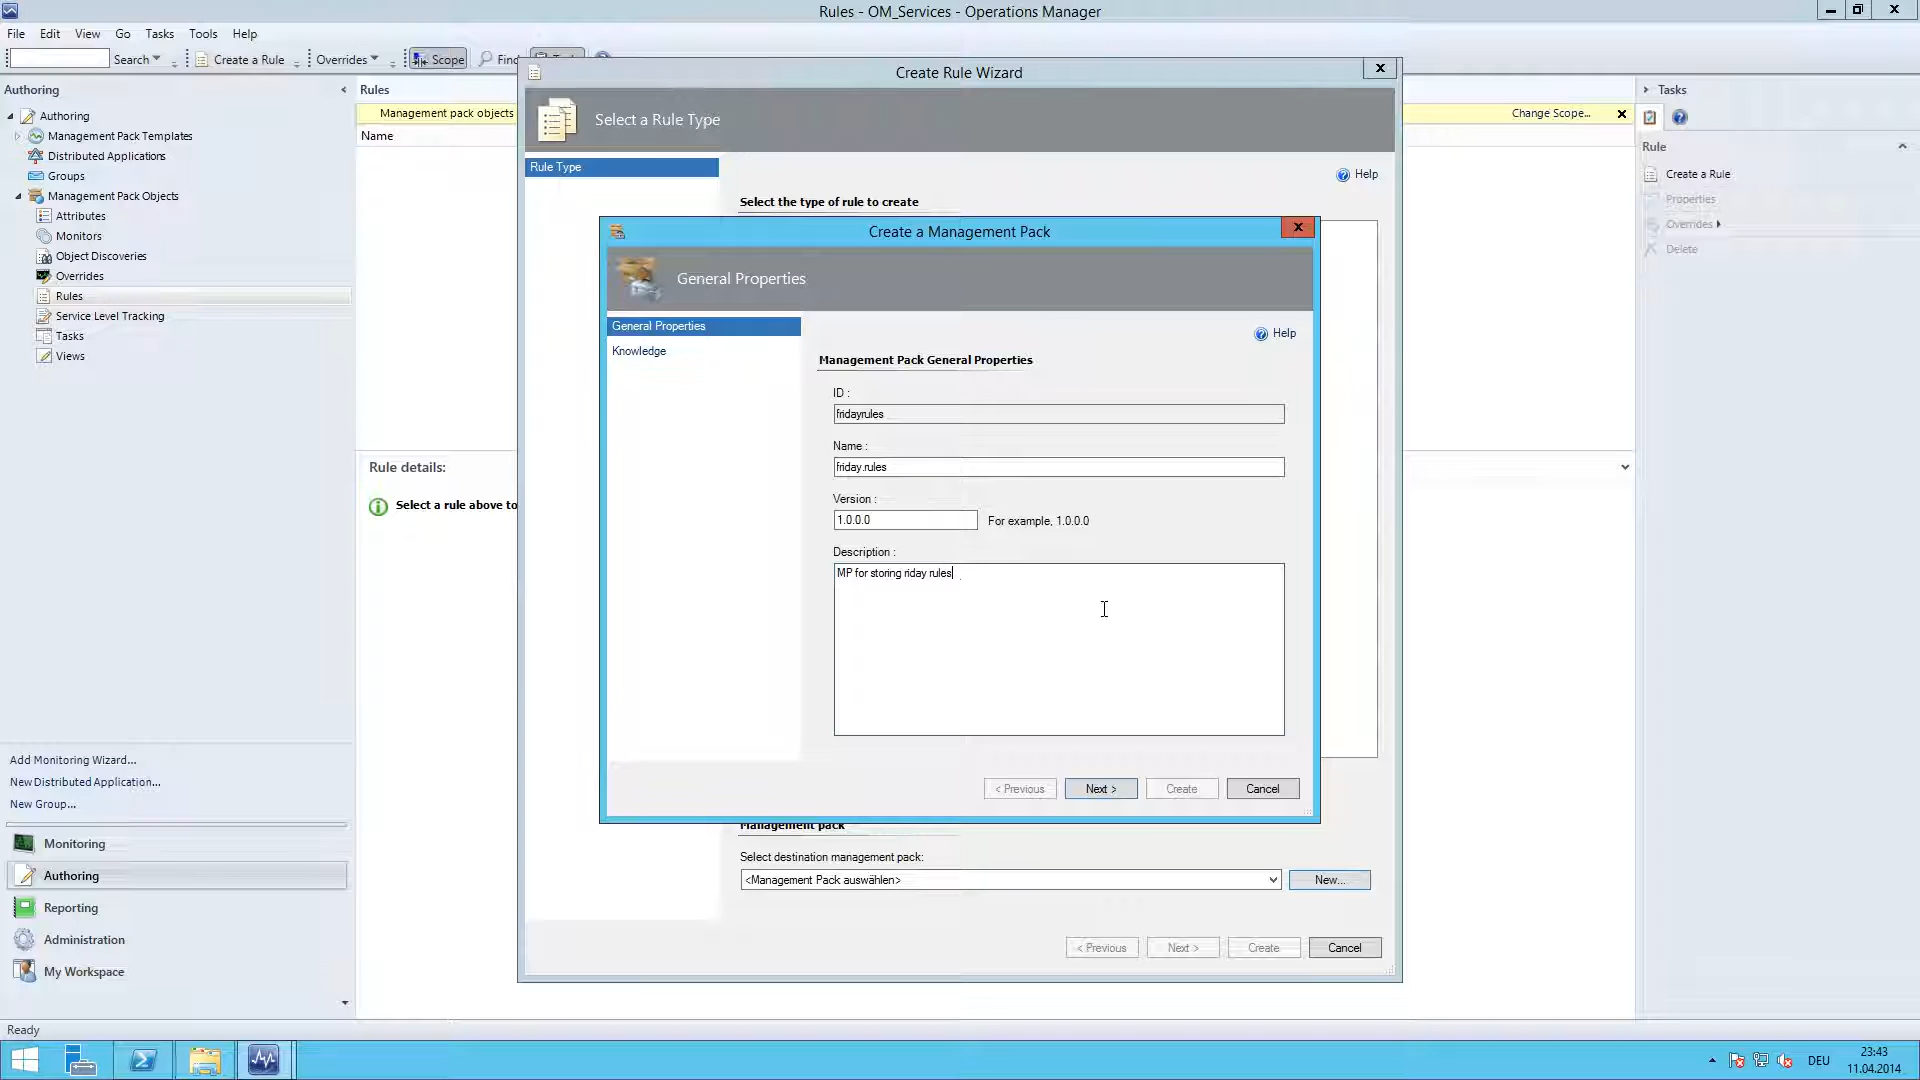 Rules - OM_Services - Operations Manager
File Edit View Go Tasks Tools Help
Search Create a Rule Overrides Scope Find
Authoring
Authoring
Management Pack Templates
Distributed Applications
Groups
Management Pack Objects
Attributes
Monitors
Object Discoveries
Overrides
Rules
Service Level Tracking
Tasks
Views
Add Monitoring Wizard...
New Distributed Application...
New Group...
Monitoring
Authoring
Reporting
Administration
My Workspace
Ready
Rules
Management pack objects
Change Scope...
Name
Rule details:
Select a rule above to
Create Rule Wizard
Select a Rule Type
Rule Type
Help
Select the type of rule to create
Create a Management Pack
General Properties
General Properties
Knowledge
Help
Management Pack General Properties
ID :
fridayrules
Name :
friday.rules
Version :
1.0.0.0 For example, 1.0.0.0
Description :
MP for storing riday rules
< Previous Next > Create Cancel
Management pack
Select destination management pack:
<Management Pack auswählen> New...
< Previous Next > Create Cancel
Tasks
Rule
Create a Rule
Properties
Overrides
Delete
DEU
23:43
11.04.2014